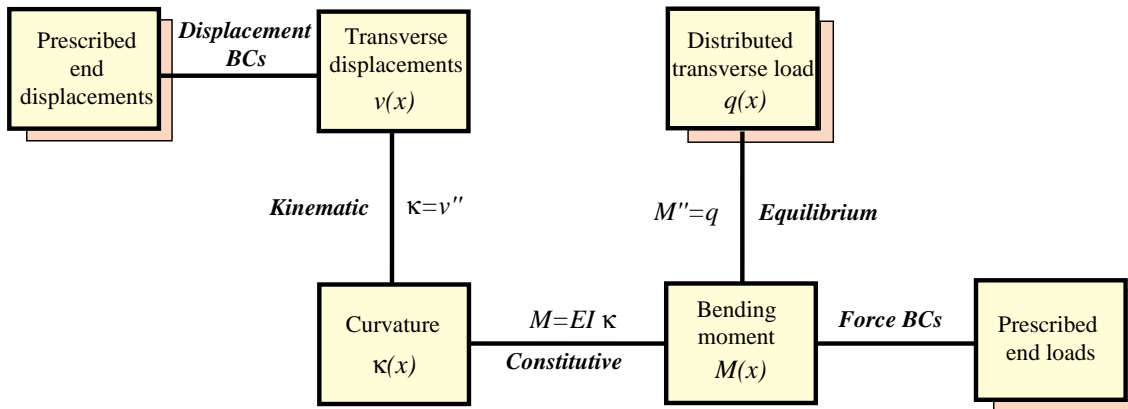 Prescribed
end
displacements
Displacement
BCs
Transverse
displacements
v(x)
Distributed
transverse load
q(x)
Kinematic
κ=v''
M''=q
Equilibrium
Curvature
κ(x)
M=EI κ
Constitutive
Bending
moment
M(x)
Force BCs
Prescribed
end loads